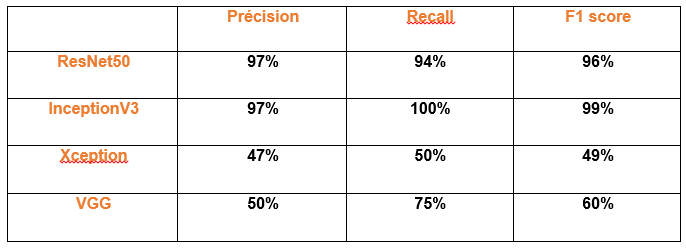 Précision Recall F1 score
ResNet50 97% 94% 96%
InceptionV3 97% 100% 99%
Xception 47% 50% 49%
VGG 50% 75% 60%